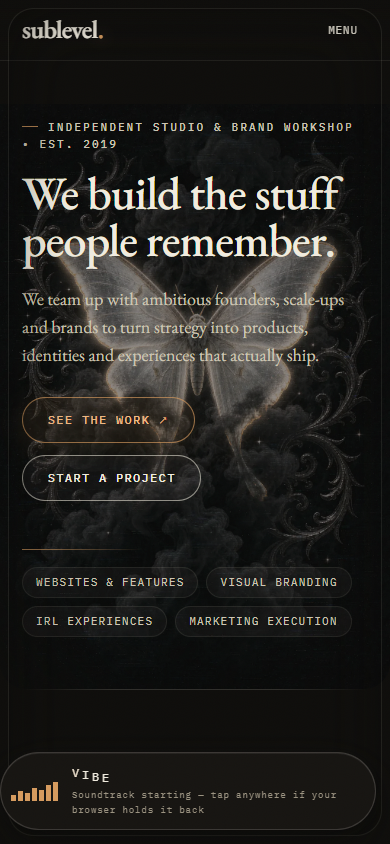 sublevel.
MENU
INDEPENDENT STUDIO & BRAND WORKSHOP
• EST. 2019
We build the stuff
people remember.
We team up with ambitious founders, scale-ups
and brands to turn strategy into products,
identities and experiences that actually ship.
SEE THE WORK ↗
START A PROJECT
WEBSITES & FEATURES
VISUAL BRANDING
IRL EXPERIENCES
MARKETING EXECUTION
VIBE
Soundtrack starting — tap anywhere if your
browser holds it back